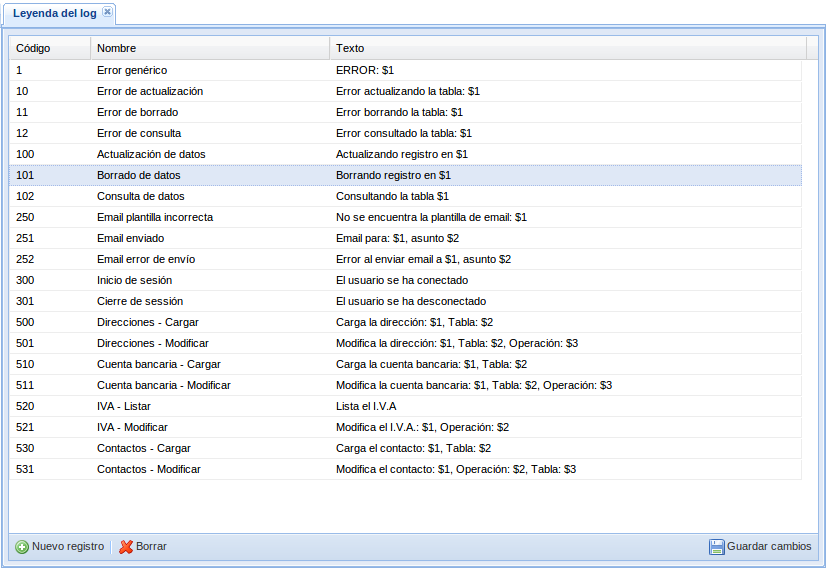 Leyenda del log
Código Nombre Texto
1 Error genérico ERROR: $1
10 Error de actualización Error actualizando la tabla: $1
11 Error de borrado Error borrando la tabla: $1
12 Error de consulta Error consultado la tabla: $1
100 Actualización de datos Actualizando registro en $1
101 Borrado de datos Borrando registro en $1
102 Consulta de datos Consultando la tabla $1
250 Email plantilla incorrecta No se encuentra la plantilla de email: $1
251 Email enviado Email para: $1, asunto $2
252 Email error de envío Error al enviar email a $1, asunto $2
300 Inicio de sesión El usuario se ha conectado
301 Cierre de sessión El usuario se ha desconectado
500 Direcciones - Cargar Carga la dirección: $1, Tabla: $2
501 Direcciones - Modificar Modifica la dirección: $1, Tabla: $2, Operación: $3
510 Cuenta bancaria - Cargar Carga la cuenta bancaria: $1, Tabla: $2
511 Cuenta bancaria - Modificar Modifica la cuenta bancaria: $1, Tabla: $2, Operación: $3
520 IVA - Listar Lista el I.V.A
521 IVA - Modificar Modifica el I.V.A.: $1, Operación: $2
530 Contactos - Cargar Carga el contacto: $1, Tabla: $2
531 Contactos - Modificar Modifica el contacto: $1, Operación: $2, Tabla: $3
Nuevo registro Borrar Guardar cambios